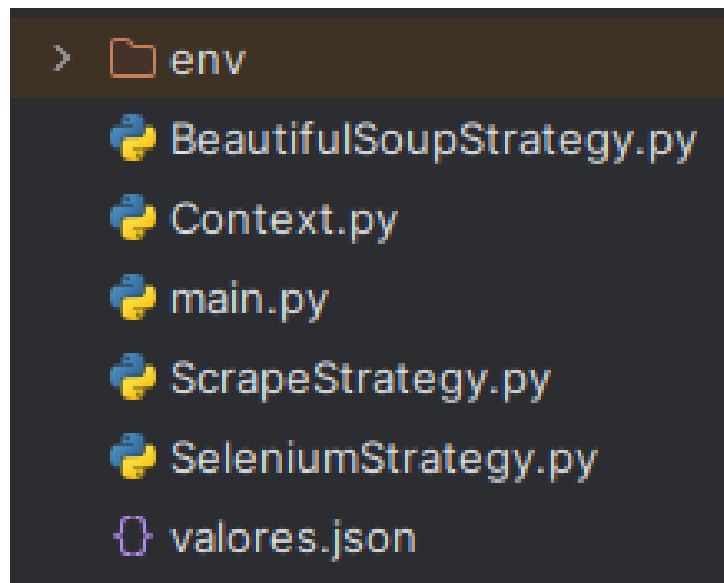 env
BeautifulSoupStrategy.py
Context.py
main.py
ScrapeStrategy.py
SeleniumStrategy.py
valores.json